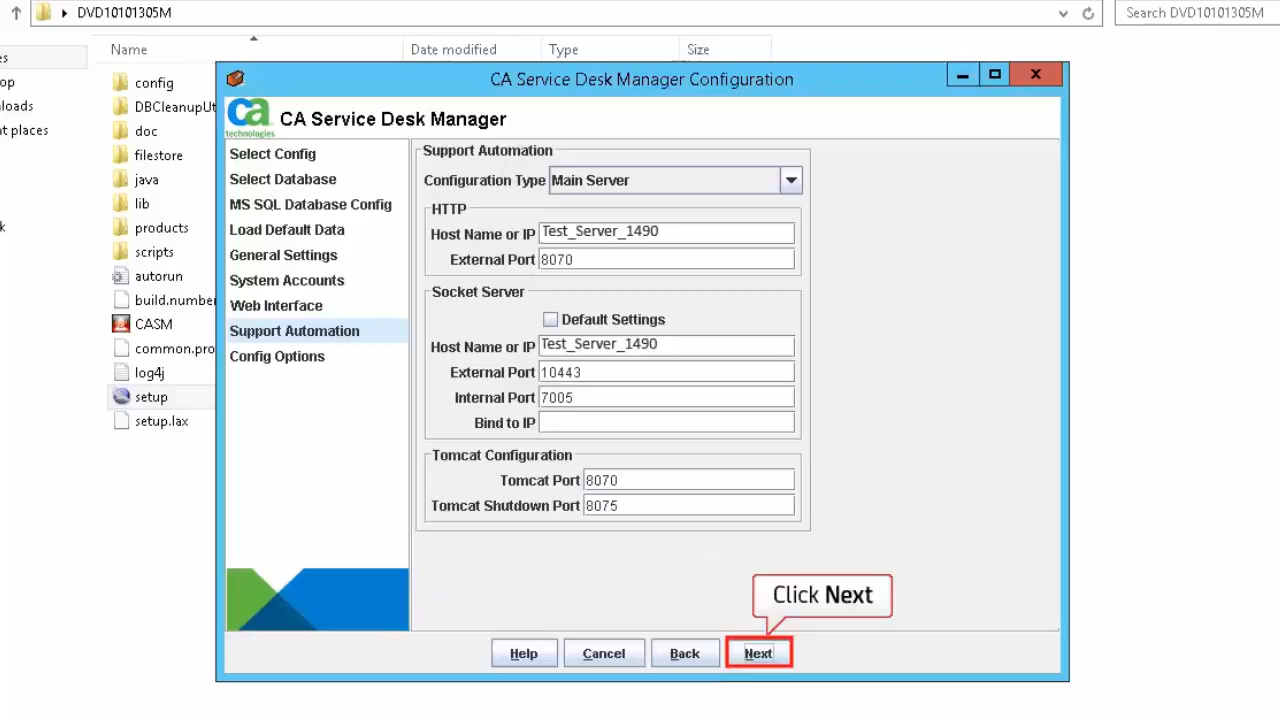 DVD10101305M
Search DVD10101305M
Name
Date modified
Type
Size
es
op
loads
nt places
k
config
DBCleanupUt
doc
filestore
java
lib
products
scripts
autorun
build.number
CASM
common.pro
log4j
setup
setup.lax
CA Service Desk Manager Configuration
ca
technologies
CA Service Desk Manager
Select Config
Select Database
MS SQL Database Config
Load Default Data
General Settings
System Accounts
Web Interface
Support Automation
Config Options
Support Automation
Configuration Type Main Server
HTTP
Host Name or IP Test_Server_1490
External Port 8070
Socket Server
Default Settings
Host Name or IP Test_Server_1490
External Port 10443
Internal Port 7005
Bind to IP
Tomcat Configuration
Tomcat Port 8070
Tomcat Shutdown Port 8075
Click Next
Help
Cancel
Back
Next